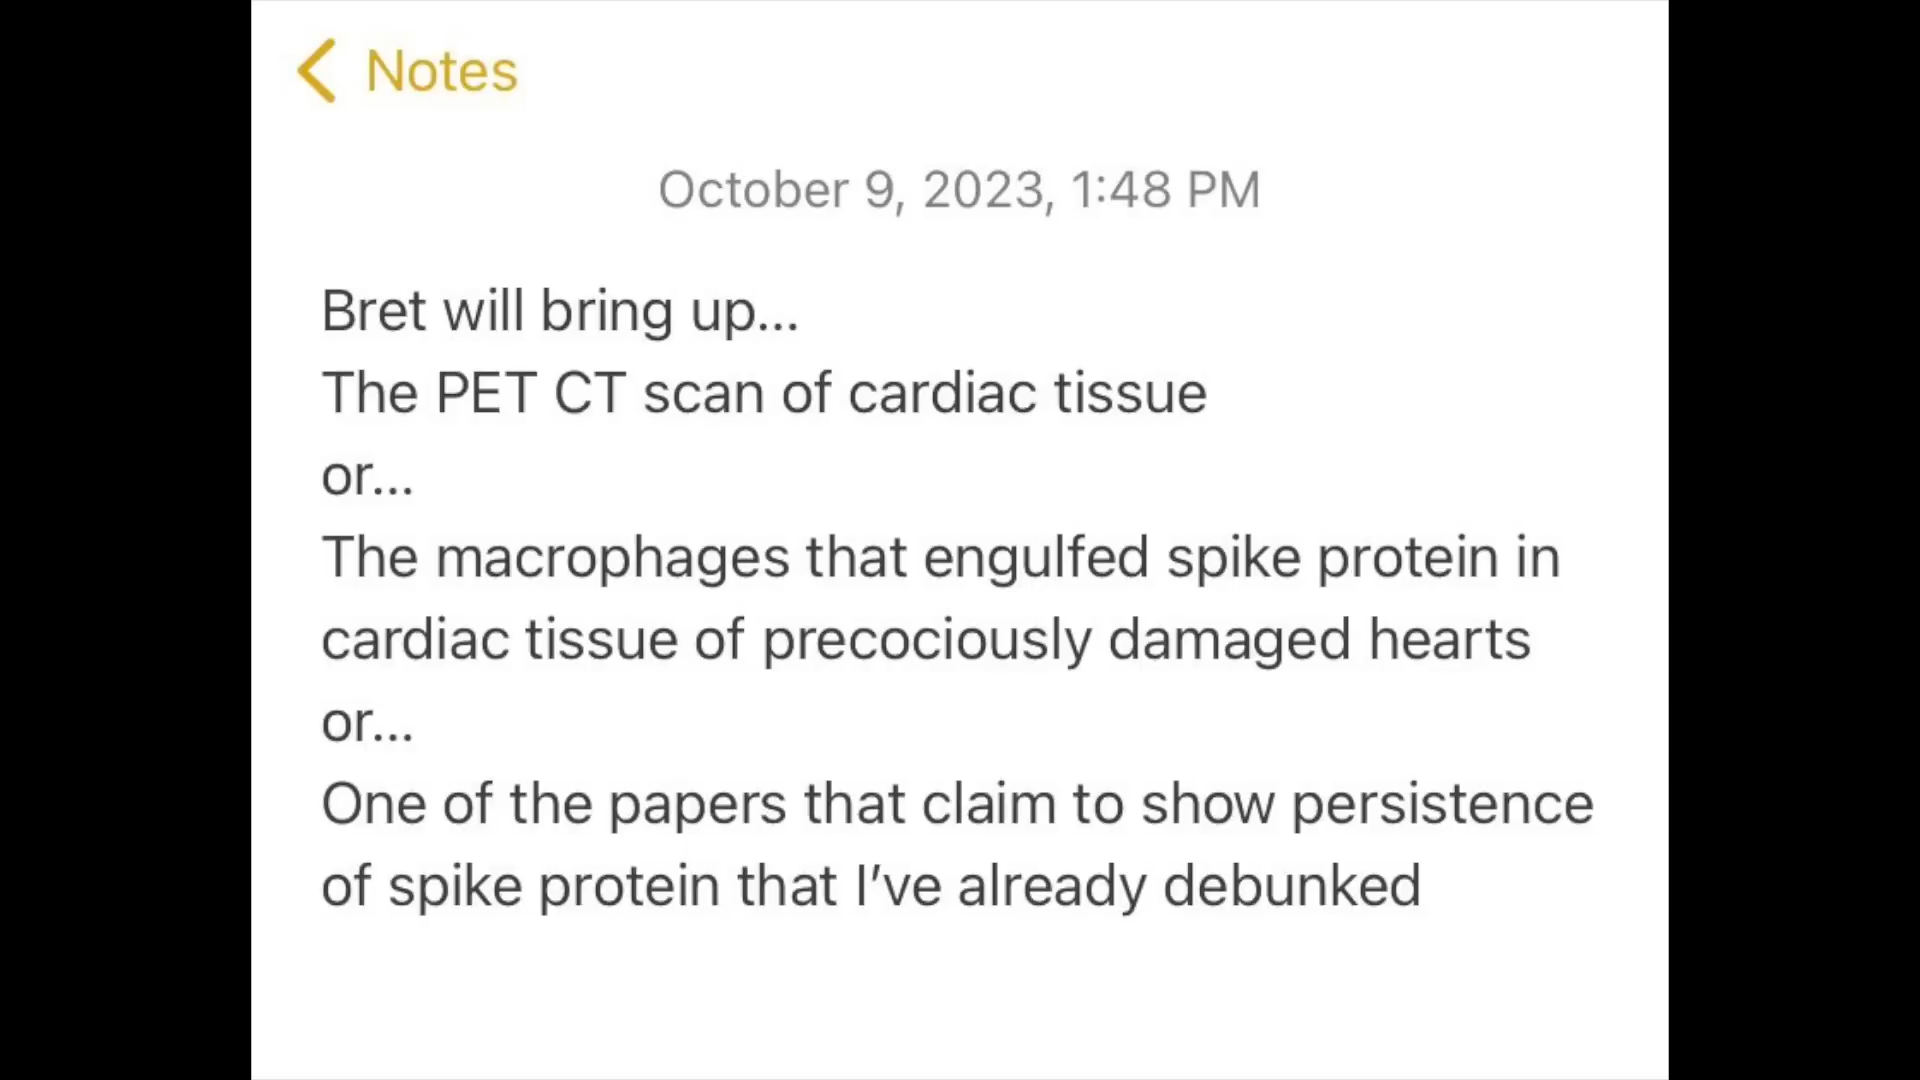 Notes
October 9, 2023, 1:48 PM
Bret will bring up...
The PET CT scan of cardiac tissue
or...
The macrophages that engulfed spike protein in
cardiac tissue of precociously damaged hearts
or...
One of the papers that claim to show persistence
of spike protein that I’ve already debunked